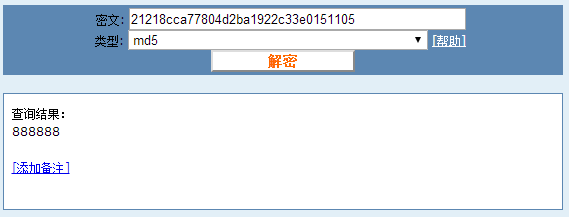 密文: 21218cca77804d2ba1922c33e0151105
类型: md5 [帮助]
解密
查询结果:
888888
[添加备注]